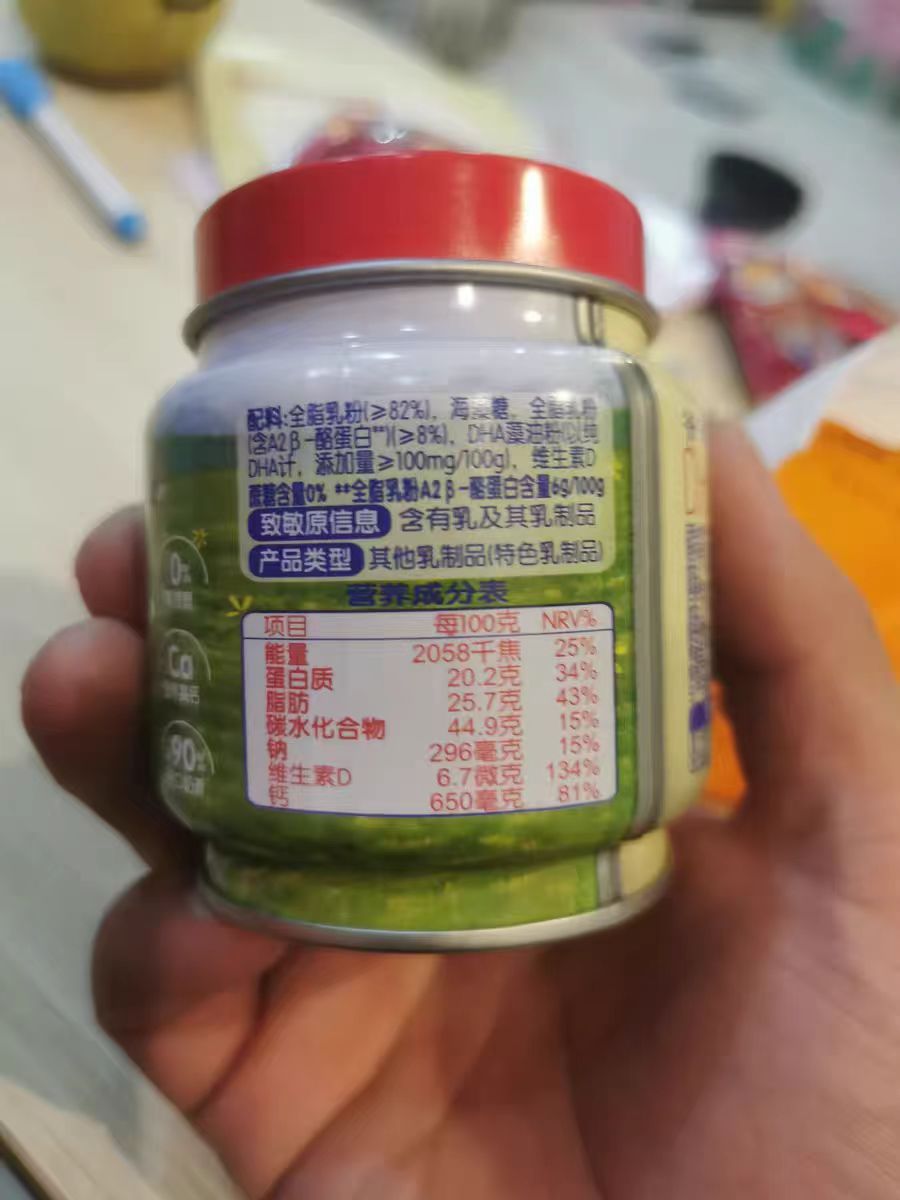 配料:全脂乳粉(≥82%)、海藻糖、全脂乳粉
(含A2β-酪蛋白**)(≥8%)、DHA藻油粉(以纯
DHA计，添加量≥100mg/100g)、维生素D
蔗糖含量0% **全脂乳粉A2β-酪蛋白含量6g/100g
致敏原信息 含有乳及其乳制品
产品类型 其他乳制品(特色乳制品)
营养成分表
项目 每100克 NRV%
能量 2058千焦 25%
蛋白质 20.2克 34%
脂肪 25.7克 43%
碳水化合物 44.9克 15%
钠 296毫克 15%
维生素D 6.7微克 134%
钙 650毫克 81%
0%
Ca
90%